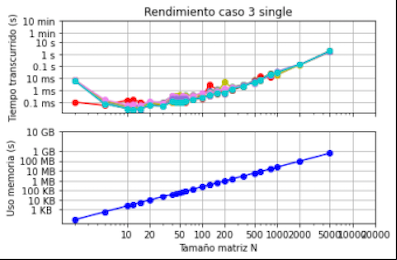 Rendimiento caso 3 single
Tiempo transcurrido (s)
10 min
1 min
10 s
1 s
0.1 s
10 ms
1 ms
0.1 ms
Uso memoria (s)
10 GB
1 GB
100 MB
10 MB
1 MB
100 KB
10 KB
1 KB
10 20 50 100 200 500 1000 2000 5000 10000 20000
Tamaño matriz N